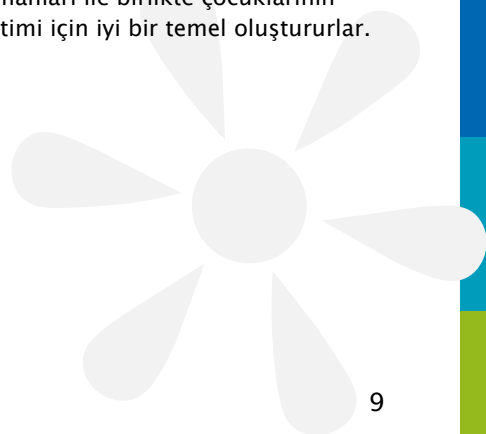 ile birlikte çocuklarının
timi için iyi bir temel oluştururlar.
9